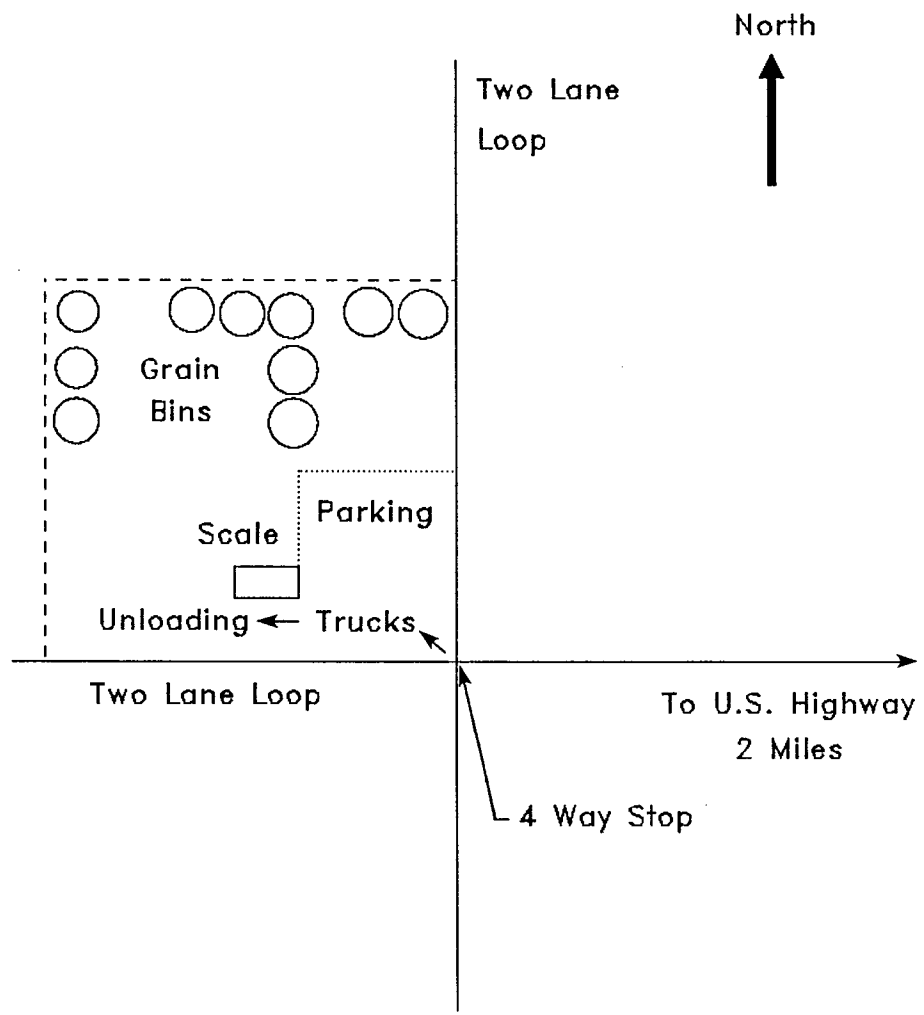 North
Two Lane
Loop
Grain
Bins
Parking
Scale
Unloading
Trucks
Two Lane Loop
To U.S. Highway
2 Miles
4 Way Stop